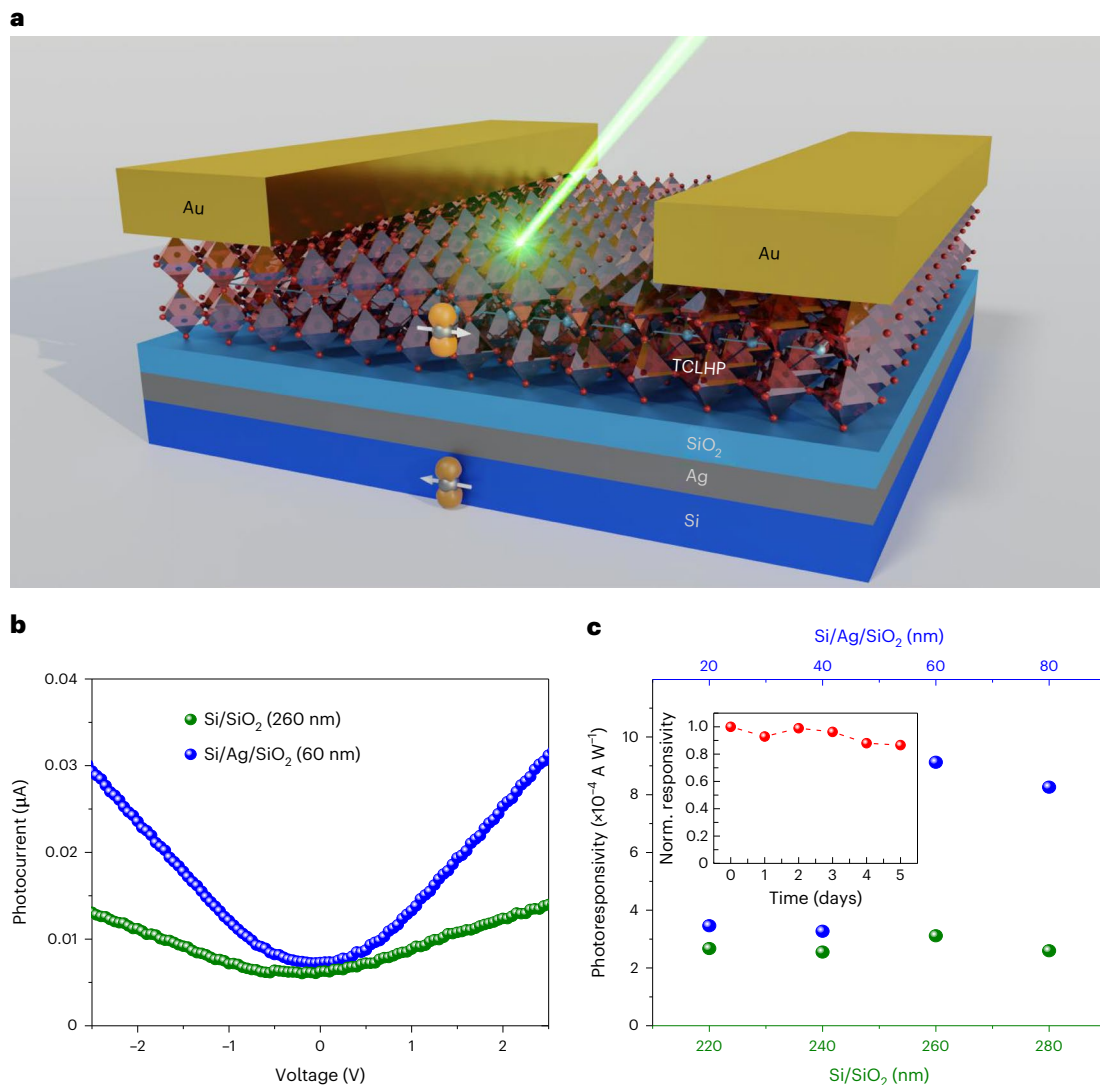 a
Au
Au
TCLHP
SiO₂
Ag
Si
b
Photocurrent (μA)
0.04
0.03
0.02
0.01
0
Si/SiO₂ (260 nm)
Si/Ag/SiO₂ (60 nm)
–2
–1
0
1
2
Voltage (V)
c
Si/Ag/SiO₂ (nm)
20
40
60
80
Photoresponsivity (×10⁻⁴ A W⁻¹)
10
8
6
4
2
0
Norm. responsivity
1.0
0.8
0.6
0.4
0.2
0
0
1
2
3
4
5
Time (days)
220
240
260
280
Si/SiO₂ (nm)